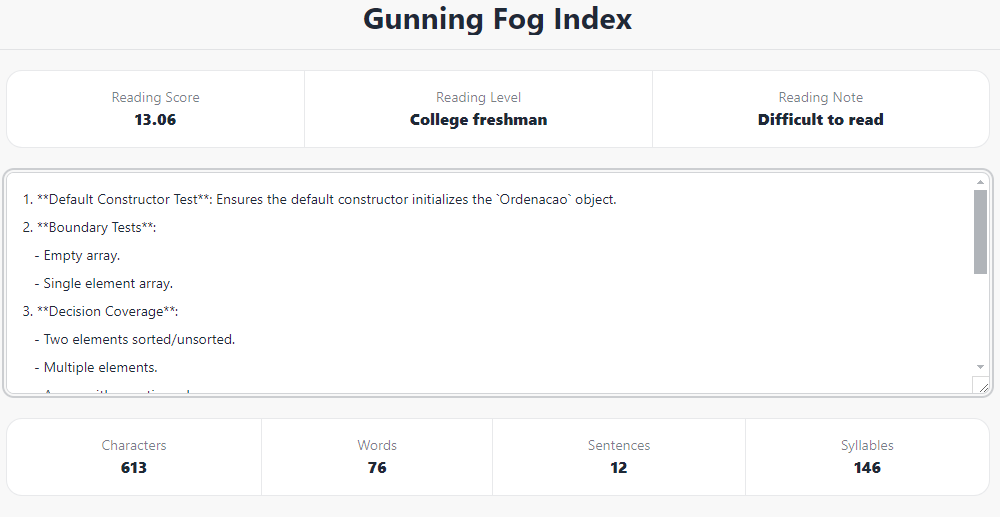 Gunning Fog Index
Reading Score
13.06
Reading Level
College freshman
Reading Note
Difficult to read
1. **Default Constructor Test**: Ensures the default constructor initializes the `Ordenacao` object.
2. **Boundary Tests**:
- Empty array.
- Single element array.
3. **Decision Coverage**:
- Two elements sorted/unsorted.
- Multiple elements.
Characters
613
Words
76
Sentences
12
Syllables
146